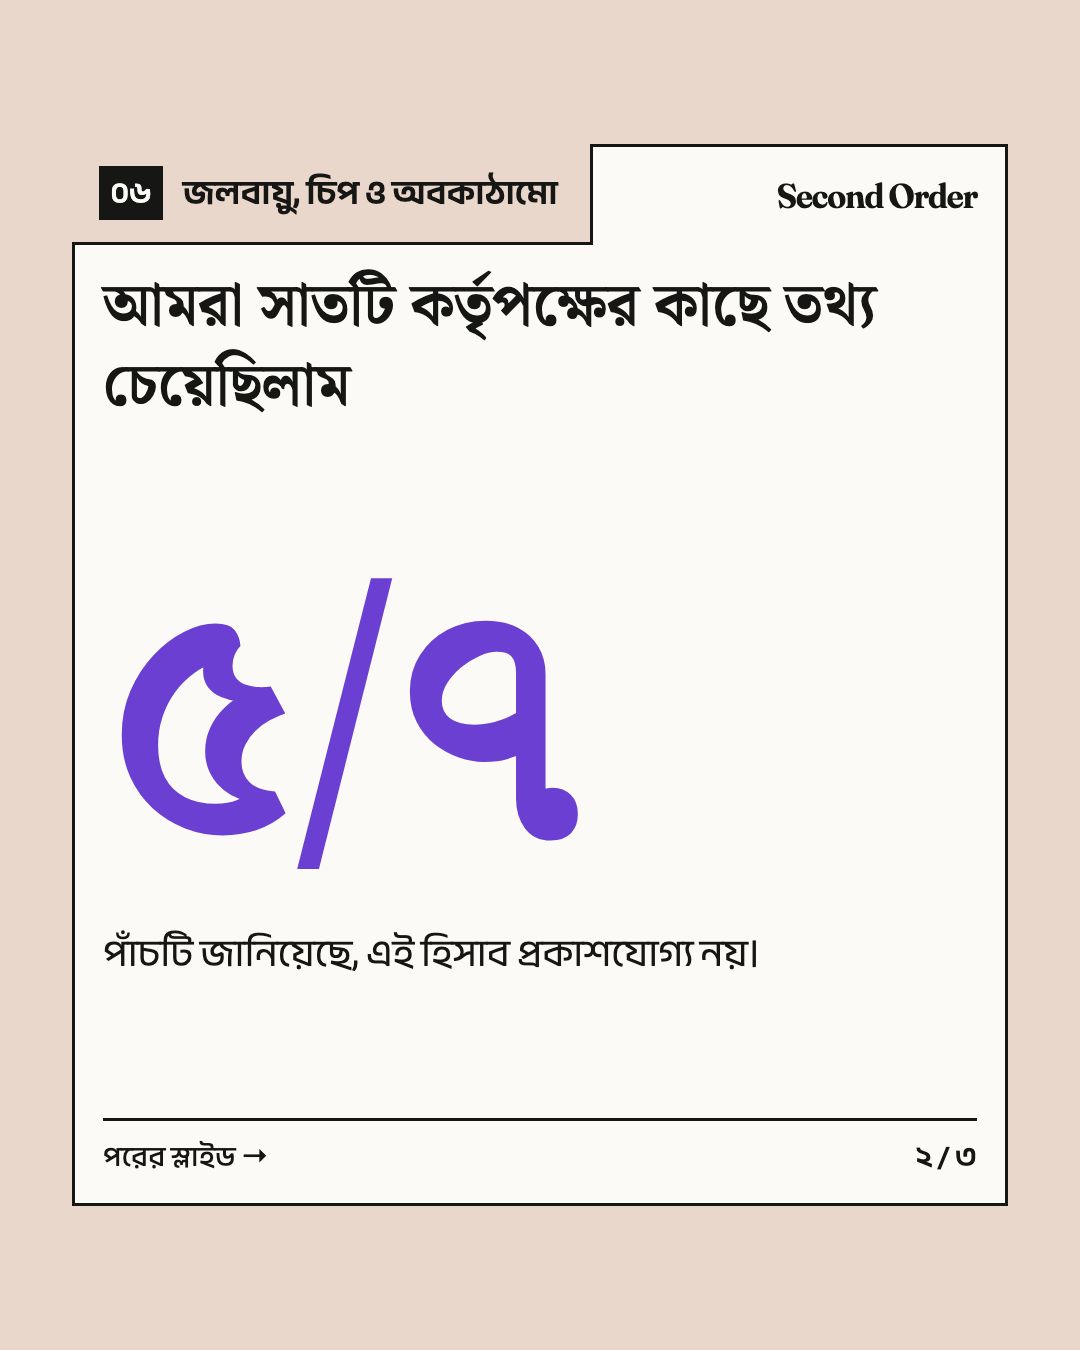 ০৬ জলবায়ু, চিপ ও অবকাঠামো
Second Order
আমরা সাতটি কর্তৃপক্ষের কাছে তথ্য
চেয়েছিলাম
৫/৭
পাঁচটি জানিয়েছে, এই হিসাব প্রকাশযোগ্য নয়।
পরের স্লাইড →
২ / ৩